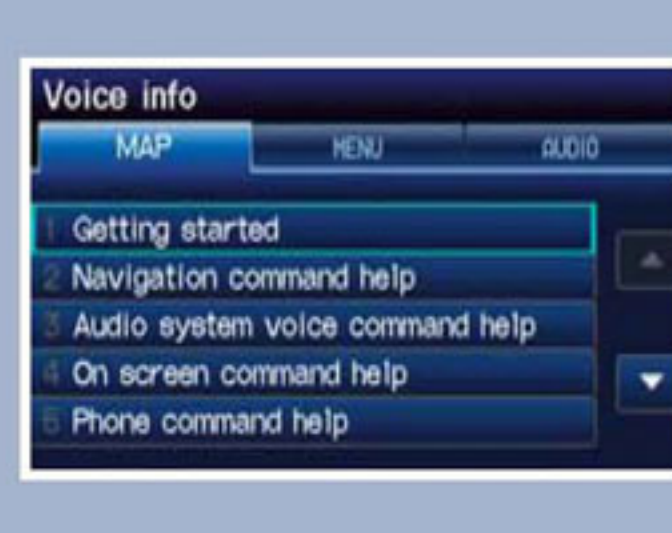 Voice info
MAP MENU AUDIO
1 Getting started
2 Navigation command help
3 Audio system voice command help
4 On screen command help
5 Phone command help